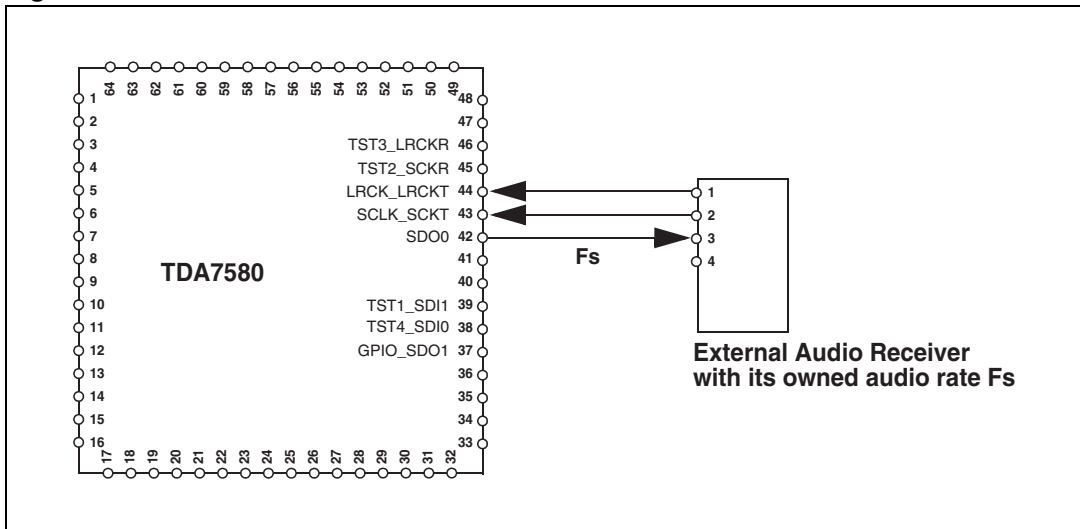 64 63 62 61 60 59 58 57 56 55 54 53 52 51 50 49
1
2
3
4
5
6
7
8
9
10
11
12
13
14
15
16
TDA7580
48
47
TST3_LRCKR 46
TST2_SCKR 45
LRCK_LRCKT 44
SCLK_SCKT 43
SDO0 42
41
40
TST1_SDI1 39
TST4_SDI0 38
GPIO_SDO1 37
36
35
34
33
17 18 19 20 21 22 23 24 25 26 27 28 29 30 31 32
Fs
1
2
3
4
External Audio Receiver
with its owned audio rate Fs